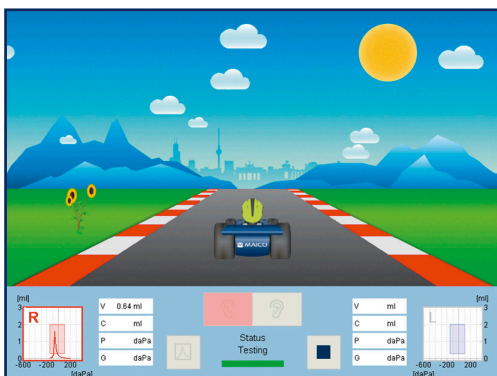 MAICO
[ml]
3
R
2
1
0
-600 -200 200
[daPa]
V 0.64 ml
C ml
P daPa
G daPa
Status
Testing
V ml
C ml
P daPa
G daPa
[ml]
L
3
2
1
0
-600 -200 200
[daPa]